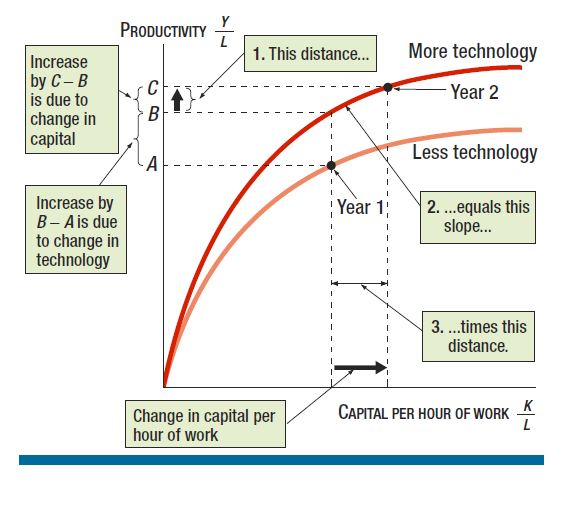 PRODUCTIVITY Y
L
Increase
by C – B
is due to
change in
capital
1. This distance...
More technology
Year 2
C
B
A
Less technology
Increase by
B – A is due
to change in
technology
Year 1
2. ...equals this
slope...
3. ...times this
distance.
Change in capital per
hour of work
CAPITAL PER HOUR OF WORK K
L